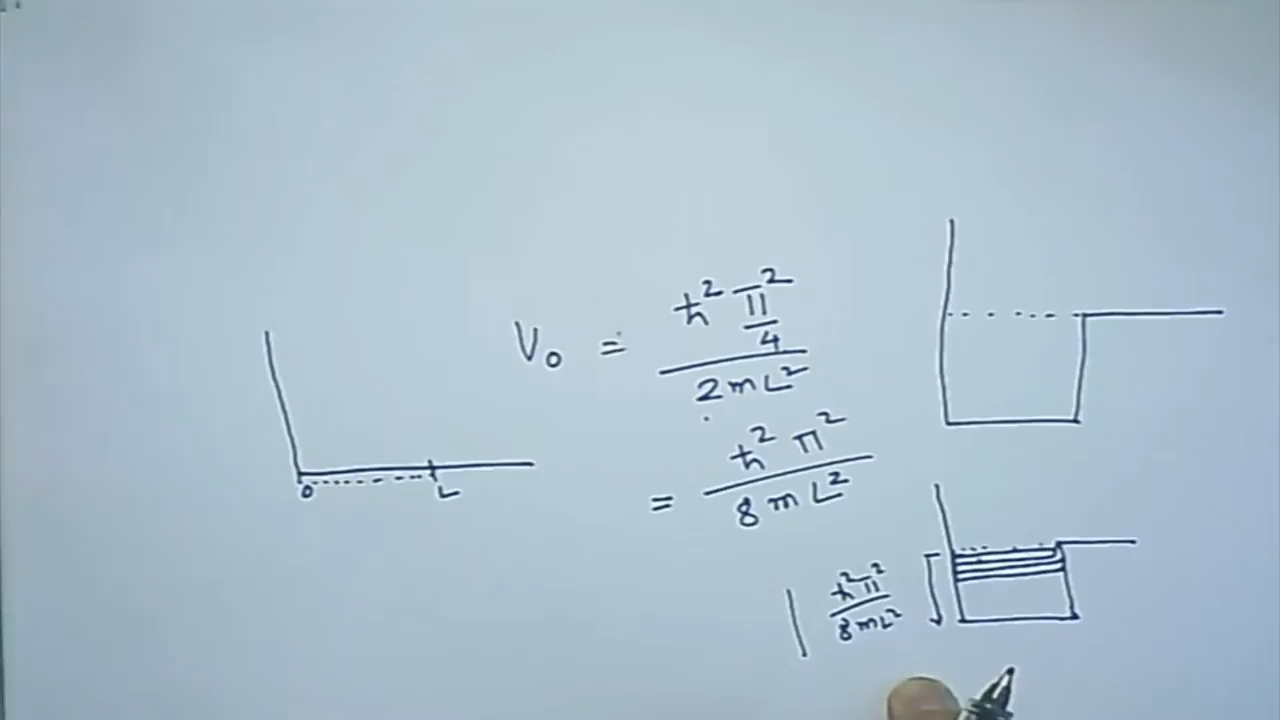 V₀ = ħ² π²/4 / 2mL²
= ħ² π² / 8mL²
0 L
ħ²π² / 8mL²